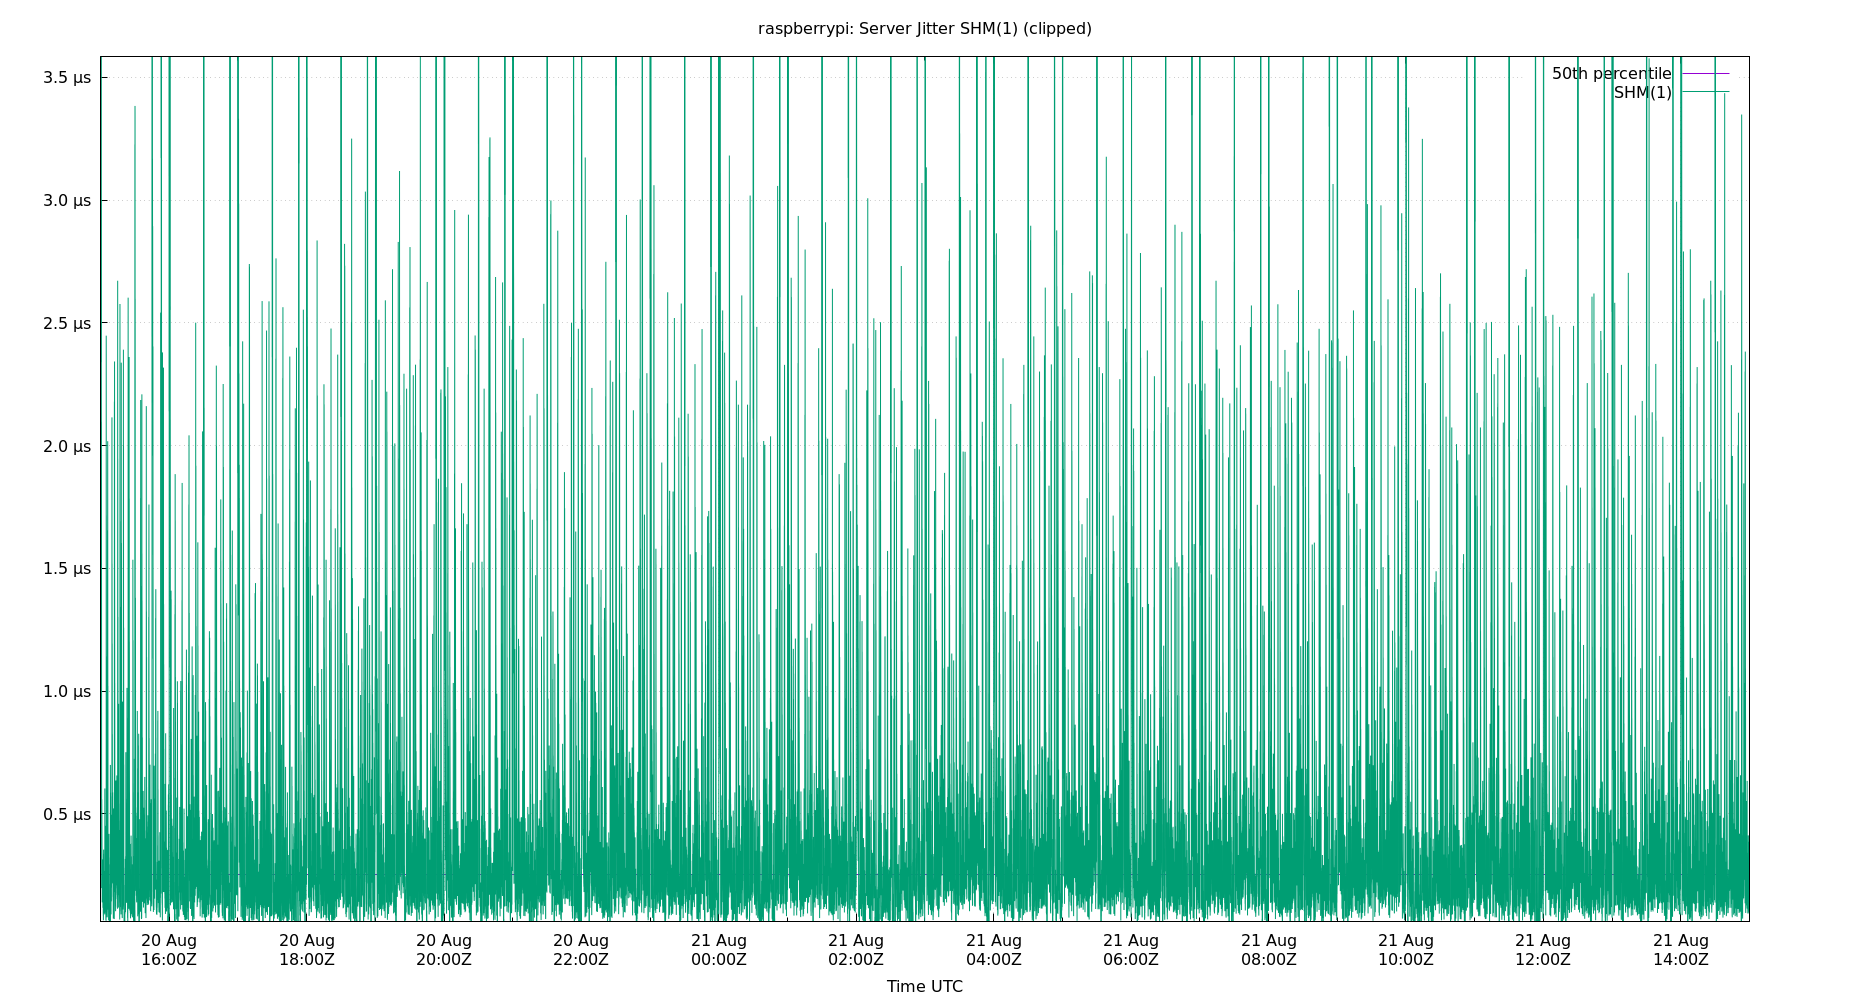 raspberrypi: Server Jitter SHM(1) (clipped)
50th percentile
SHM(1)
3.5 µs
3.0 µs
2.5 µs
2.0 µs
1.5 µs
1.0 µs
0.5 µs
20 Aug 20 Aug 20 Aug 20 Aug 21 Aug 21 Aug 21 Aug 21 Aug 21 Aug 21 Aug 21 Aug 21 Aug
16:00Z 18:00Z 20:00Z 22:00Z 00:00Z 02:00Z 04:00Z 06:00Z 08:00Z 10:00Z 12:00Z 14:00Z
Time UTC